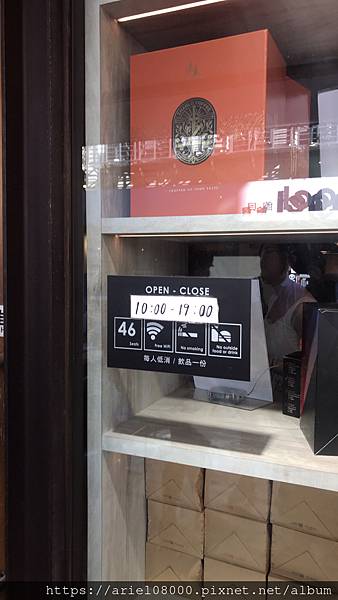 OPEN - CLOSE
10:00 - 19:00
46
Seats
Free WiFi
No smoking
No outside food or drink
每人低消 / 飲品一份
https://ariel08000.pixnet.net/album